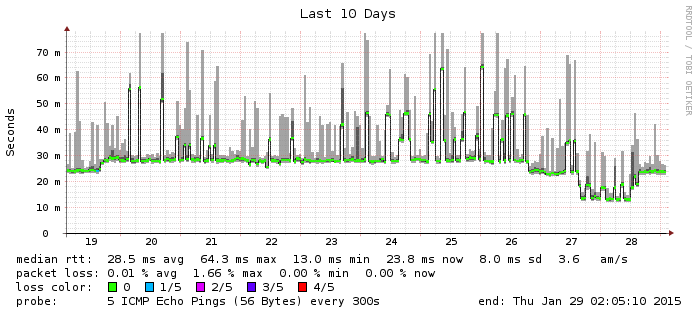 Last 10 Days
RRDTOOL / TOBI OETIKER
Seconds
70 m
60 m
50 m
40 m
30 m
20 m
10 m
0
19 20 21 22 23 24 25 26 27 28
median rtt: 28.5 ms avg 64.3 ms max 13.0 ms min 23.8 ms now 8.0 ms sd 3.6 am/s
packet loss: 0.01 % avg 1.66 % max 0.00 % min 0.00 % now
loss color: 0 1/5 2/5 3/5 4/5
probe: 5 ICMP Echo Pings (56 Bytes) every 300s end: Thu Jan 29 02:05:10 2015